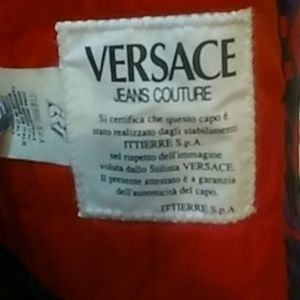 VERSACE
JEANS COUTURE
Si certifica che questo capo è
stato realizzato dagli stabilimenti
ITTIERRE S.p.A.
nel rispetto dell'immagine
voluta dallo Stilista VERSACE.
Il presente attestato è a garanzia
dell'autenticità del capo.
ITTIERRE S.p.A.